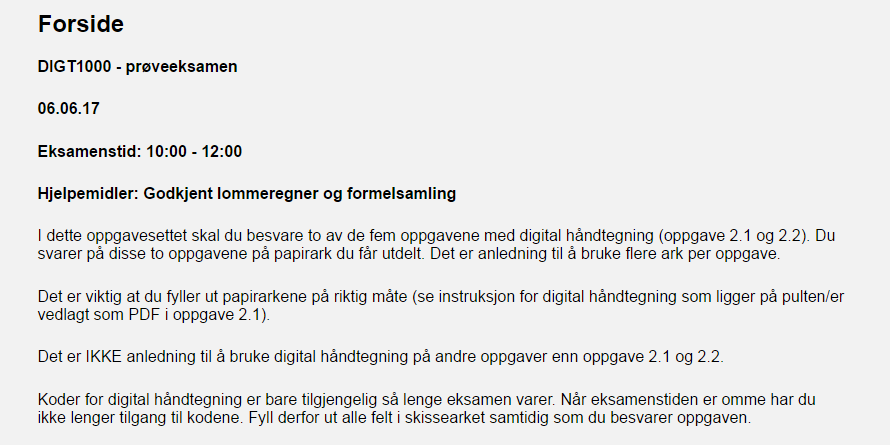 Forside
DIGT1000 - prøveeksamen
06.06.17
Eksamenstid: 10:00 - 12:00
Hjelpemidler: Godkjent lommeregner og formelsamling
I dette oppgavesettet skal du besvare to av de fem oppgavene med digital håndtegning (oppgave 2.1 og 2.2). Du
svarer på disse to oppgavene på papirark du får utdelt. Det er anledning til å bruke flere ark per oppgave.
Det er viktig at du fyller ut papirarkene på riktig måte (se instruksjon for digital håndtegning som ligger på pulten/er
vedlagt som PDF i oppgave 2.1).
Det er IKKE anledning til å bruke digital håndtegning på andre oppgaver enn oppgave 2.1 og 2.2.
Koder for digital håndtegning er bare tilgjengelig så lenge eksamen varer. Når eksamenstiden er omme har du
ikke lenger tilgang til kodene. Fyll derfor ut alle felt i skissearket samtidig som du besvarer oppgaven.